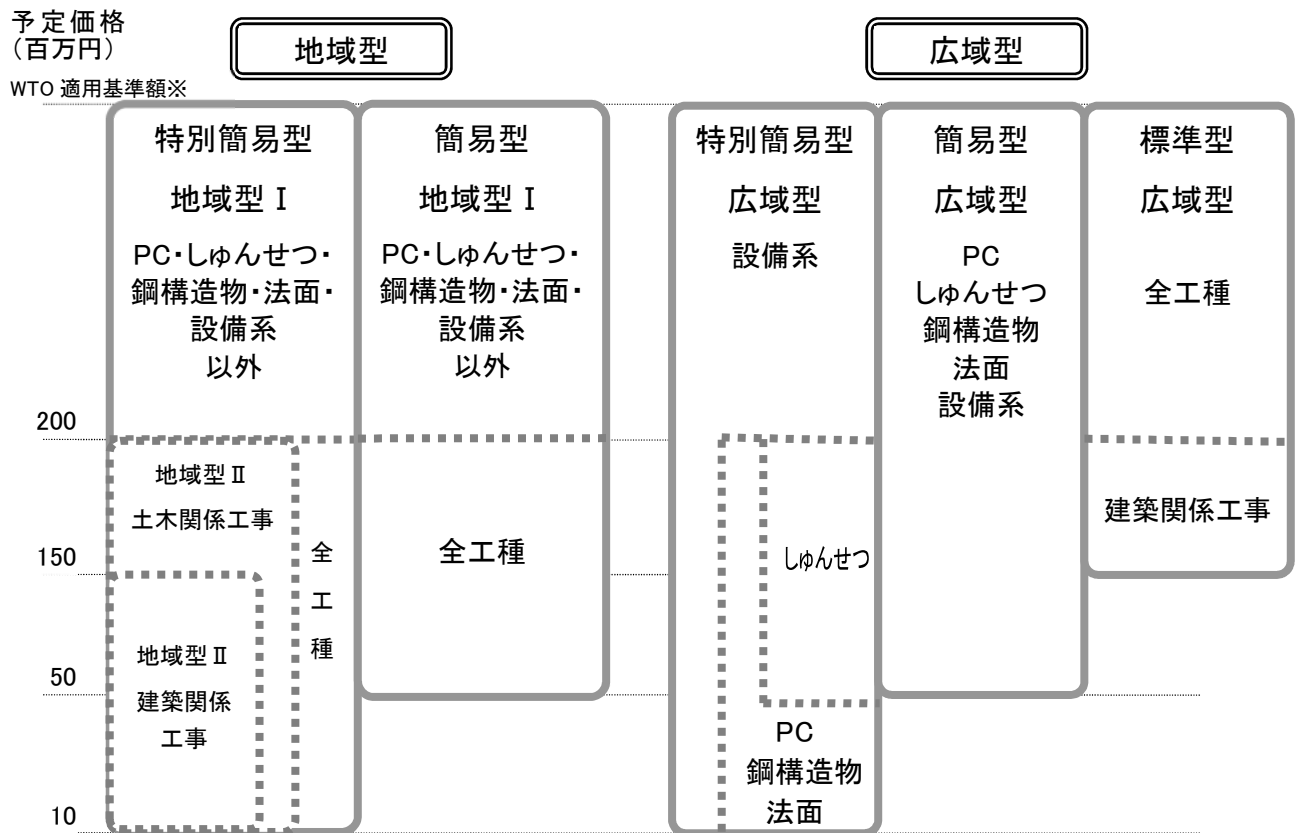 予定価格
（百万円）
地域型
広域型
WTO 適用基準額※
特別簡易型
地域型 Ⅰ
PC・しゅんせつ・
鋼構造物・法面・
設備系
以外
簡易型
地域型 Ⅰ
PC・しゅんせつ・
鋼構造物・法面・
設備系
以外
特別簡易型
広域型
設備系
簡易型
広域型
PC
しゅんせつ
鋼構造物
法面
設備系
標準型
広域型
全工種
200
地域型 Ⅱ
土木関係工事
全工種
全工種
しゅんせつ
建築関係工事
150
地域型 Ⅱ
建築関係
工事
50
PC
鋼構造物
法面
10